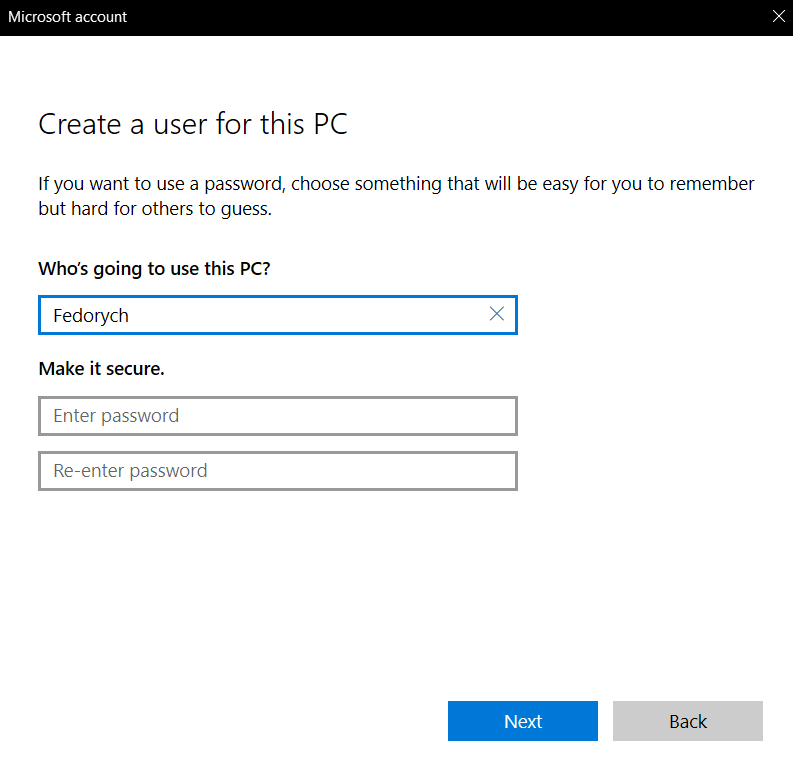 Microsoft account
Create a user for this PC
If you want to use a password, choose something that will be easy for you to remember
but hard for others to guess.
Who's going to use this PC?
Fedorych
Make it secure.
Enter password
Re-enter password
Next
Back